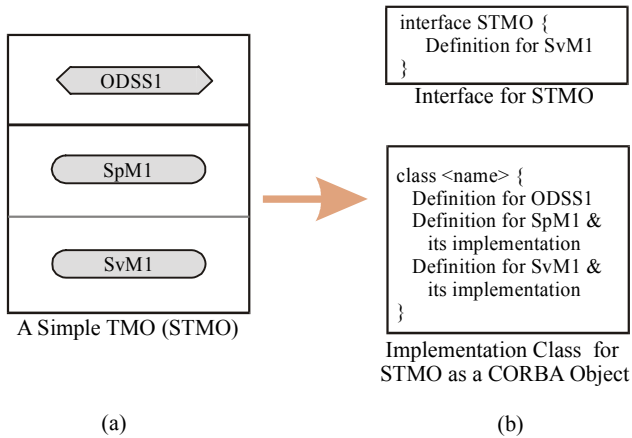 ODSS1
SpM1
SvM1
A Simple TMO (STMO)
(a)
interface STMO {
Definition for SvM1
}
Interface for STMO
class <name> {
Definition for ODSS1
Definition for SpM1 &
its implementation
Definition for SvM1 &
its implementation
}
Implementation Class for
STMO as a CORBA Object
(b)